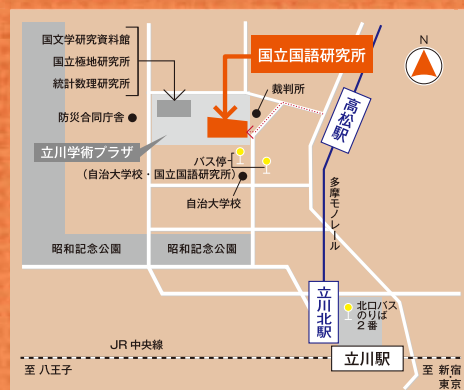 国文学研究資料館
国立極地研究所
統計数理研究所
国立国語研究所
N
裁判所
高松駅
防災合同庁舎
立川学術プラザ
バス停
(自治大学校・国立国語研究所)
自治大学校
多摩モノレール
昭和記念公園
昭和記念公園
立川北駅
北口バス
のりば
2番
JR中央線
立川駅
至 八王子
至 新宿・
東京